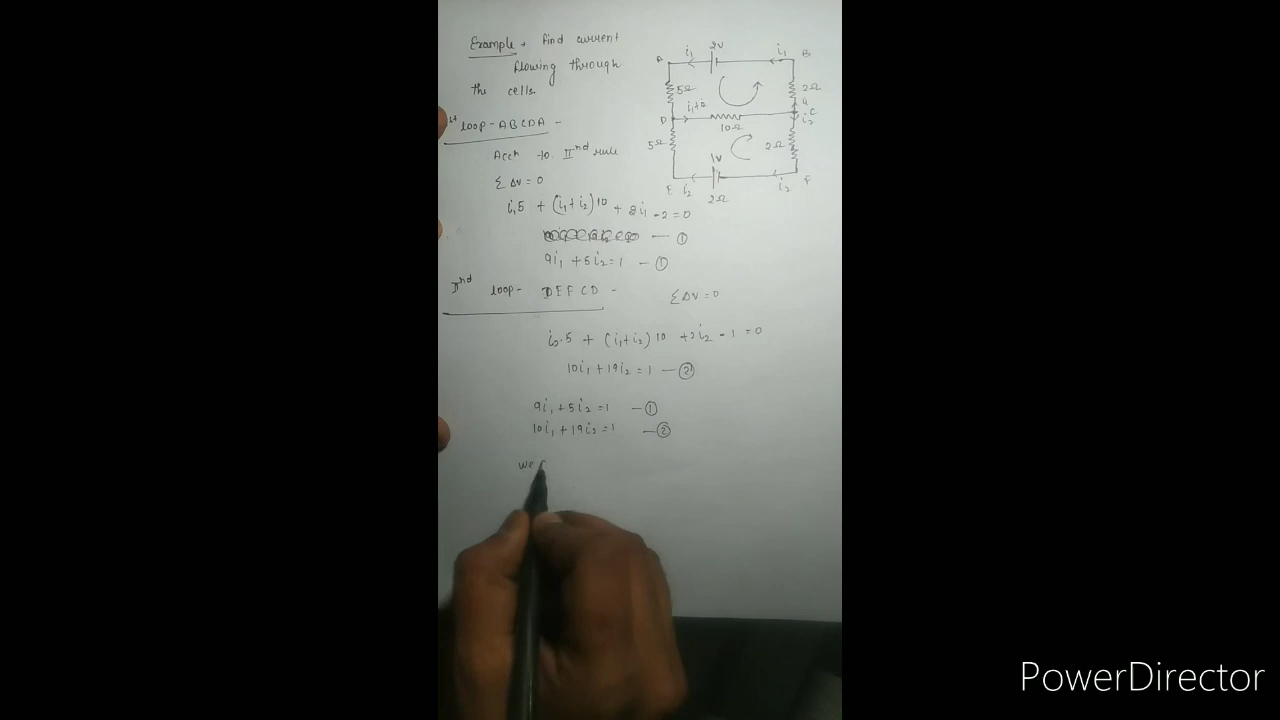 Example → find current
flowing through
the cells.
1st loop - ABCDA -
Acc. to IInd rule
Σ ΔV = 0
i₁5 + (i₁+i₂)10 + 2i₁ - 2 = 0
— ①
9i₁ + 5i₂ = 1 — ①
IInd loop - DEFCD -
Σ ΔV = 0
i₂.5 + (i₁+i₂)10 + 2i₂ - 1 = 0
10i₁ + 19i₂ = 1 — ②
9i₁ + 5i₂ = 1 — ①
10i₁ + 19i₂ = 1 — ②
we
A i₁ 2V i₁ B
5Ω 2Ω
D i₁+i₂ 10Ω i₁ C
i₂
5Ω 2Ω
1V
E i₂ 2Ω i₂ F
PowerDirector